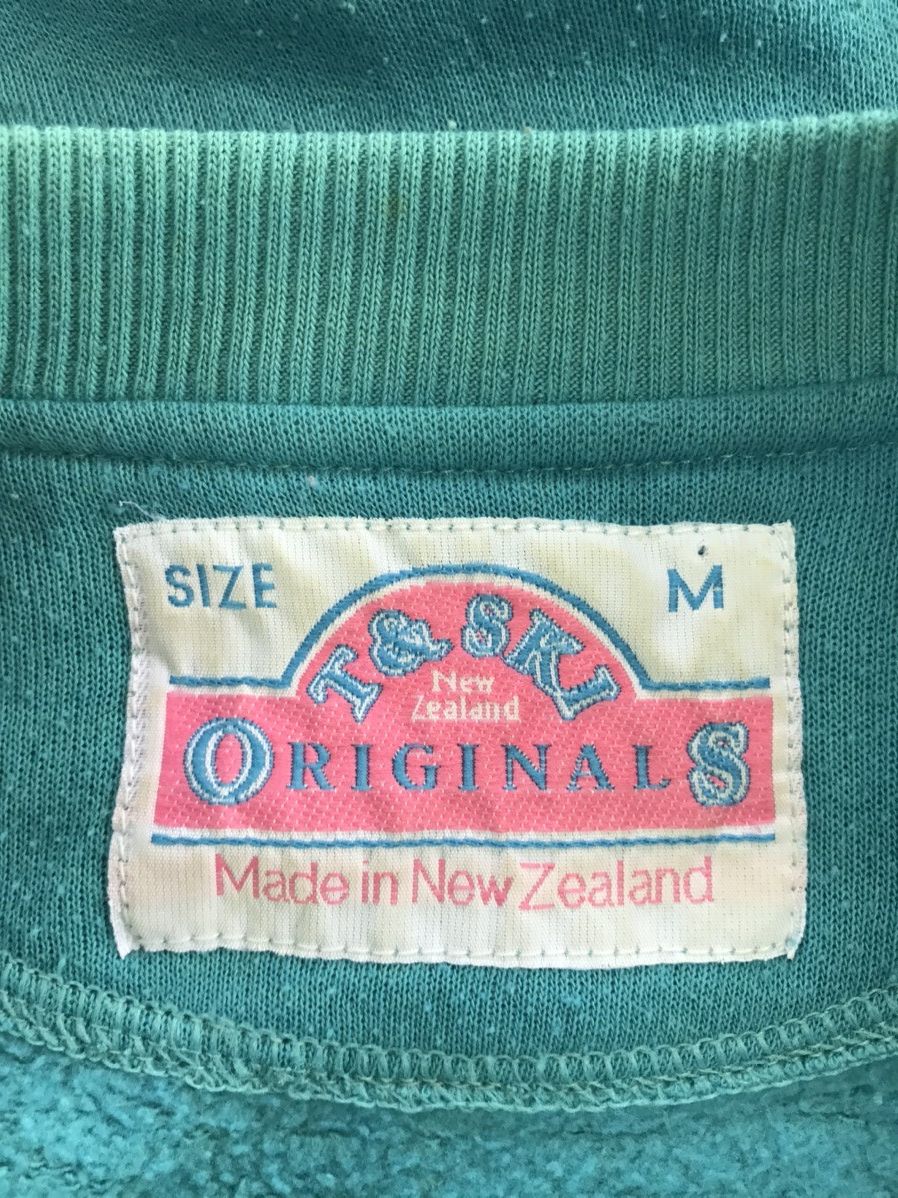 SIZE M
T & SKI
New
Zealand
ORIGINALS
Made in New Zealand